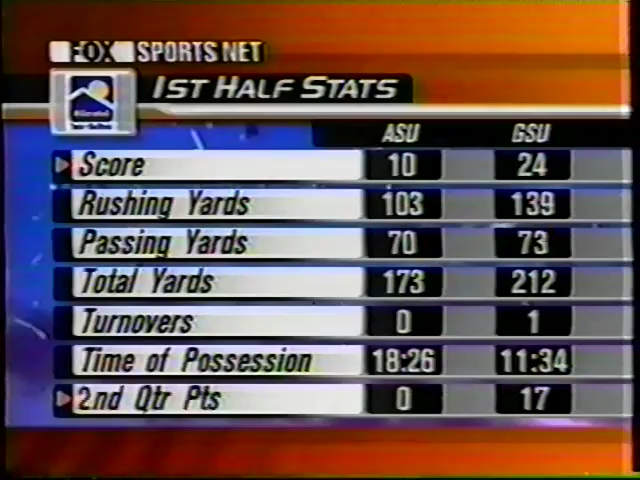 FOX SPORTS NET
1ST HALF STATS
ASU GSU
Score 10 24
Rushing Yards 103 139
Passing Yards 70 73
Total Yards 173 212
Turnovers 0 1
Time of Possession 18:26 11:34
2nd Qtr Pts 0 17